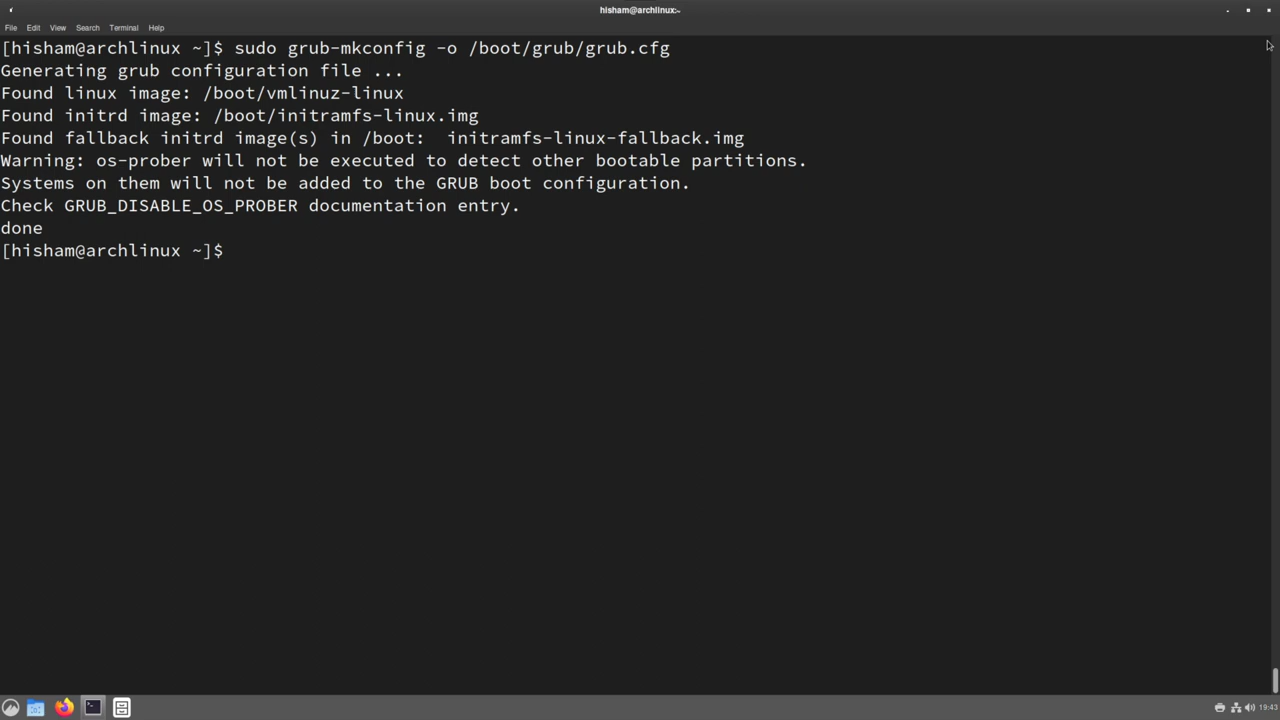 hisham@archlinux:~
File Edit View Search Terminal Help
[hisham@archlinux ~]$ sudo grub-mkconfig -o /boot/grub/grub.cfg
Generating grub configuration file ...
Found linux image: /boot/vmlinuz-linux
Found initrd image: /boot/initramfs-linux.img
Found fallback initrd image(s) in /boot:  initramfs-linux-fallback.img
Warning: os-prober will not be executed to detect other bootable partitions.
Systems on them will not be added to the GRUB boot configuration.
Check GRUB_DISABLE_OS_PROBER documentation entry.
done
[hisham@archlinux ~]$
19:43